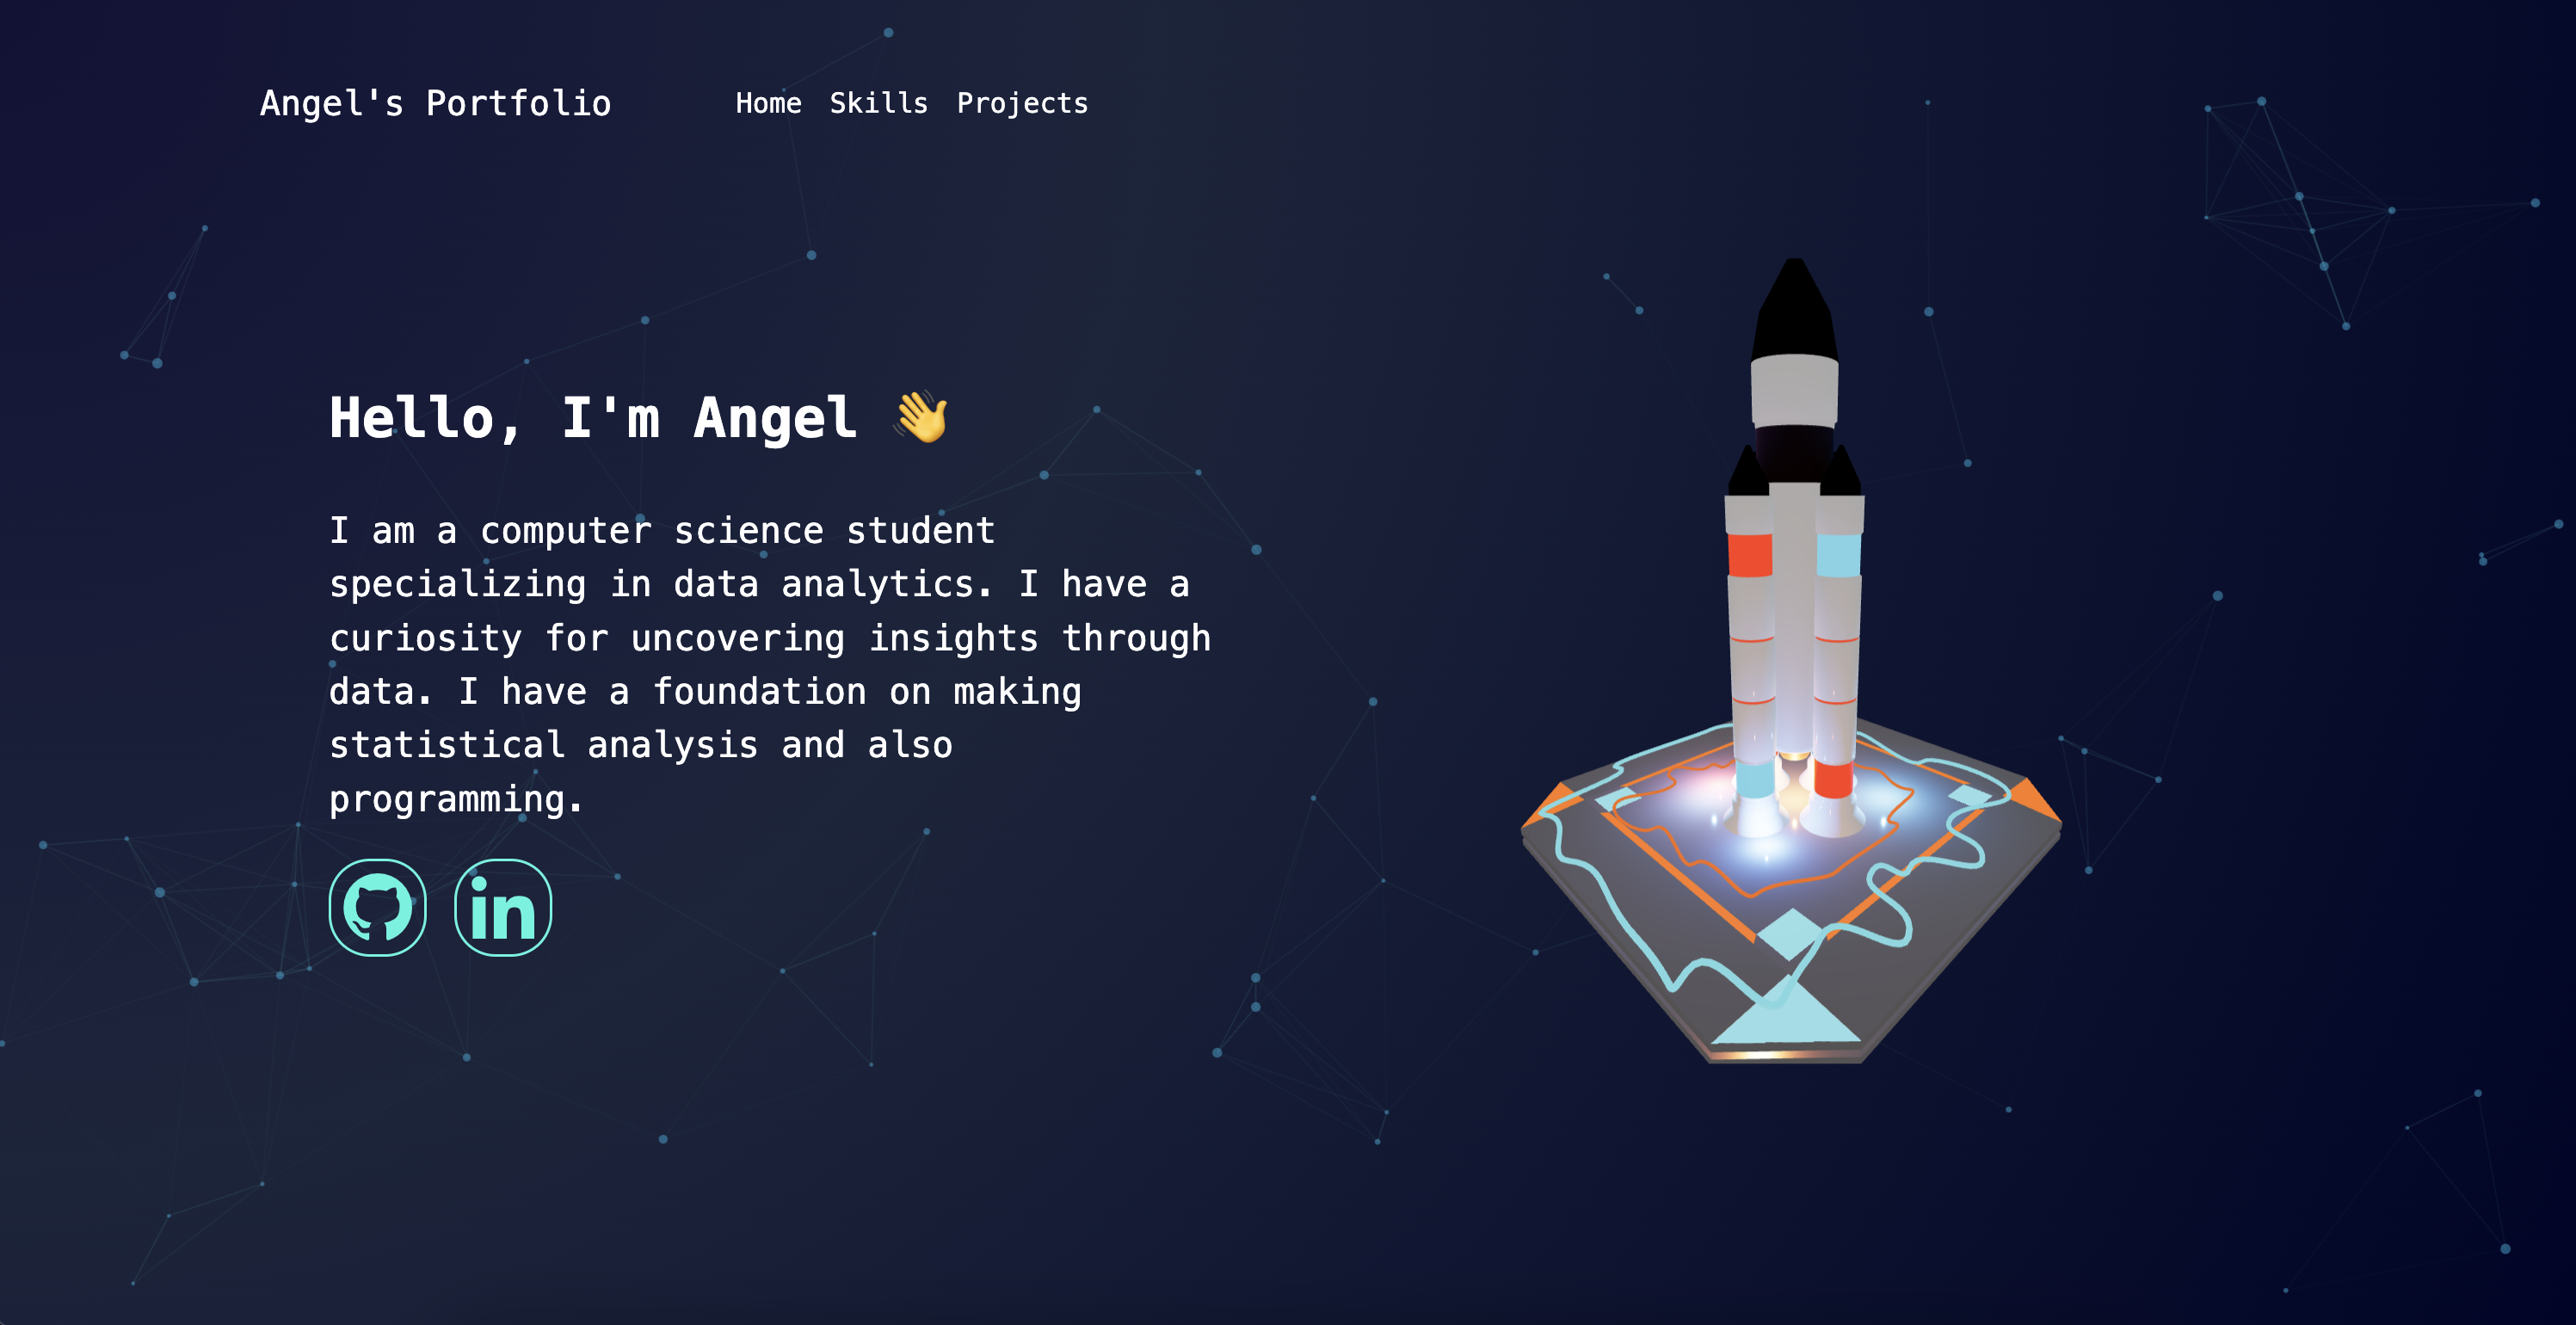 Angel's Portfolio
Home Skills Projects
Hello, I'm Angel 👋
I am a computer science student
specializing in data analytics. I have a
curiosity for uncovering insights through
data. I have a foundation on making
statistical analysis and also
programming.
in